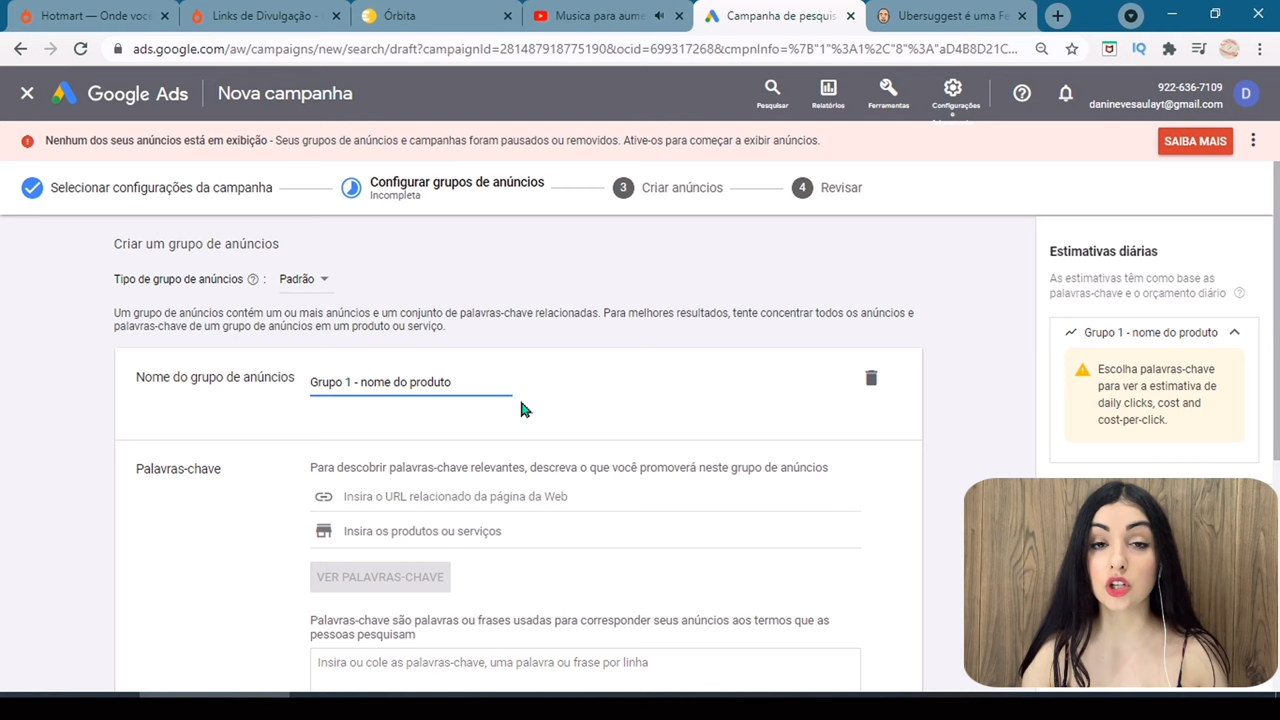 Hotmart — Onde você
Links de Divulgação -
Órbita
Musica para aume
Campanha de pesquis
Ubersuggest é uma Fe
ads.google.com/aw/campaigns/new/search/draft?campaignId=281487918775190&ocid=699317268&cmpnInfo=%7B"1"%3A1%2C"8"%3A"aD4B8D21C...
IQ
Google Ads
Nova campanha
Pesquisar
Relatórios
Ferramentas
Configurações
922-636-7109
daninevesaulayt@gmail.com
D
Nenhum dos seus anúncios está em exibição - Seus grupos de anúncios e campanhas foram pausados ou removidos. Ative-os para começar a exibir anúncios.
SAIBA MAIS
Selecionar configurações da campanha
Configurar grupos de anúncios
Incompleta
3 Criar anúncios
4 Revisar
Criar um grupo de anúncios
Tipo de grupo de anúncios ? : Padrão
Um grupo de anúncios contém um ou mais anúncios e um conjunto de palavras-chave relacionadas. Para melhores resultados, tente concentrar todos os anúncios e
palavras-chave de um grupo de anúncios em um produto ou serviço.
Nome do grupo de anúncios
Grupo 1 - nome do produto
Palavras-chave
Para descobrir palavras-chave relevantes, descreva o que você promoverá neste grupo de anúncios
Insira o URL relacionado da página da Web
Insira os produtos ou serviços
VER PALAVRAS-CHAVE
Palavras-chave são palavras ou frases usadas para corresponder seus anúncios aos termos que as
pessoas pesquisam
Insira ou cole as palavras-chave, uma palavra ou frase por linha
Estimativas diárias
As estimativas têm como base as
palavras-chave e o orçamento diário ?
Grupo 1 - nome do produto
Escolha palavras-chave
para ver a estimativa de
daily clicks, cost and
cost-per-click.